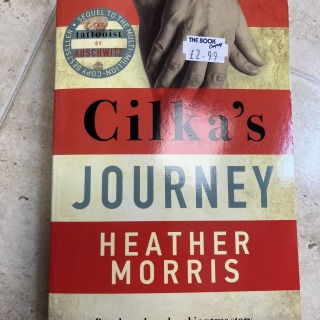 SEQUEL TO THE MULTI-MILLION-COPY BESTSELLER
The
tattooist
OF
AUSCHWITZ
THE BOOK
Company
£2.99
Cilka's
JOURNEY
HEATHER
MORRIS